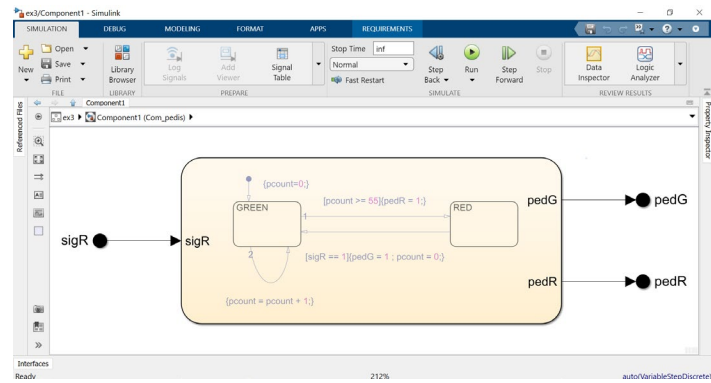 ex3/Component1 - Simulink
SIMULATION DEBUG MODELING FORMAT APPS REQUIREMENTS
New
Open
Save
Print
FILE
Library Browser
LIBRARY
Log Signals
Add Viewer
Signal Table
PREPARE
Stop Time inf
Normal
Fast Restart
Step Back
Run
Step Forward
Stop
SIMULATE
Data Inspector
Logic Analyzer
REVIEW RESULTS
Referenced Files
Component1
Property Inspector
ex3 Component1 (Com_pedis)
{pcount=0;}
GREEN
[pcount >= 55]{pedR = 1;}
RED
1
2
[sigR == 1]{pedG = 1 ; pcount = 0;}
{pcount = pcount + 1;}
sigR
sigR
pedG
pedG
pedR
pedR
Interfaces
Ready 212% auto(VariableStepDiscrete)